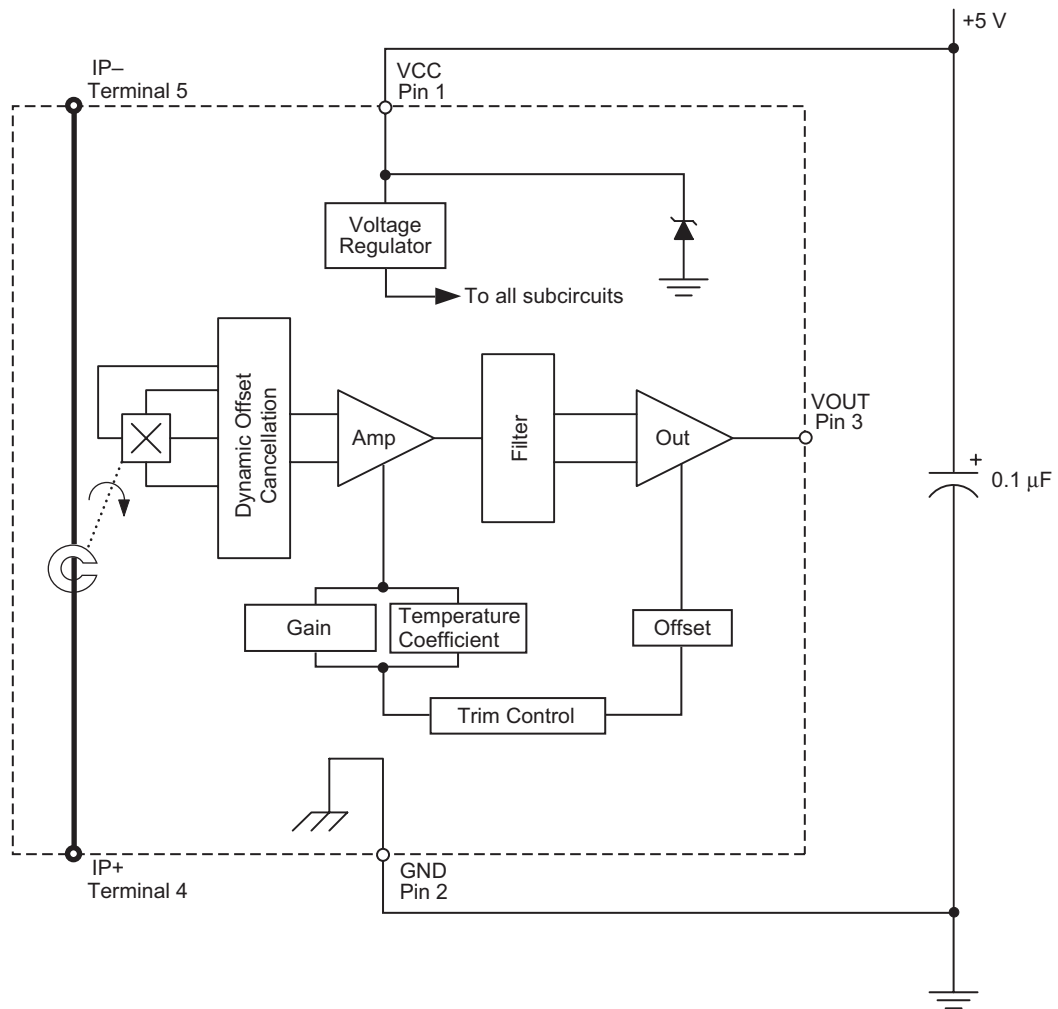 +5 V
IP–
Terminal 5
VCC
Pin 1
Voltage
Regulator
To all subcircuits
Dynamic Offset
Cancellation
Amp
Filter
Out
VOUT
Pin 3
+
0.1 µF
Gain
Temperature
Coefficient
Offset
Trim Control
IP+
Terminal 4
GND
Pin 2